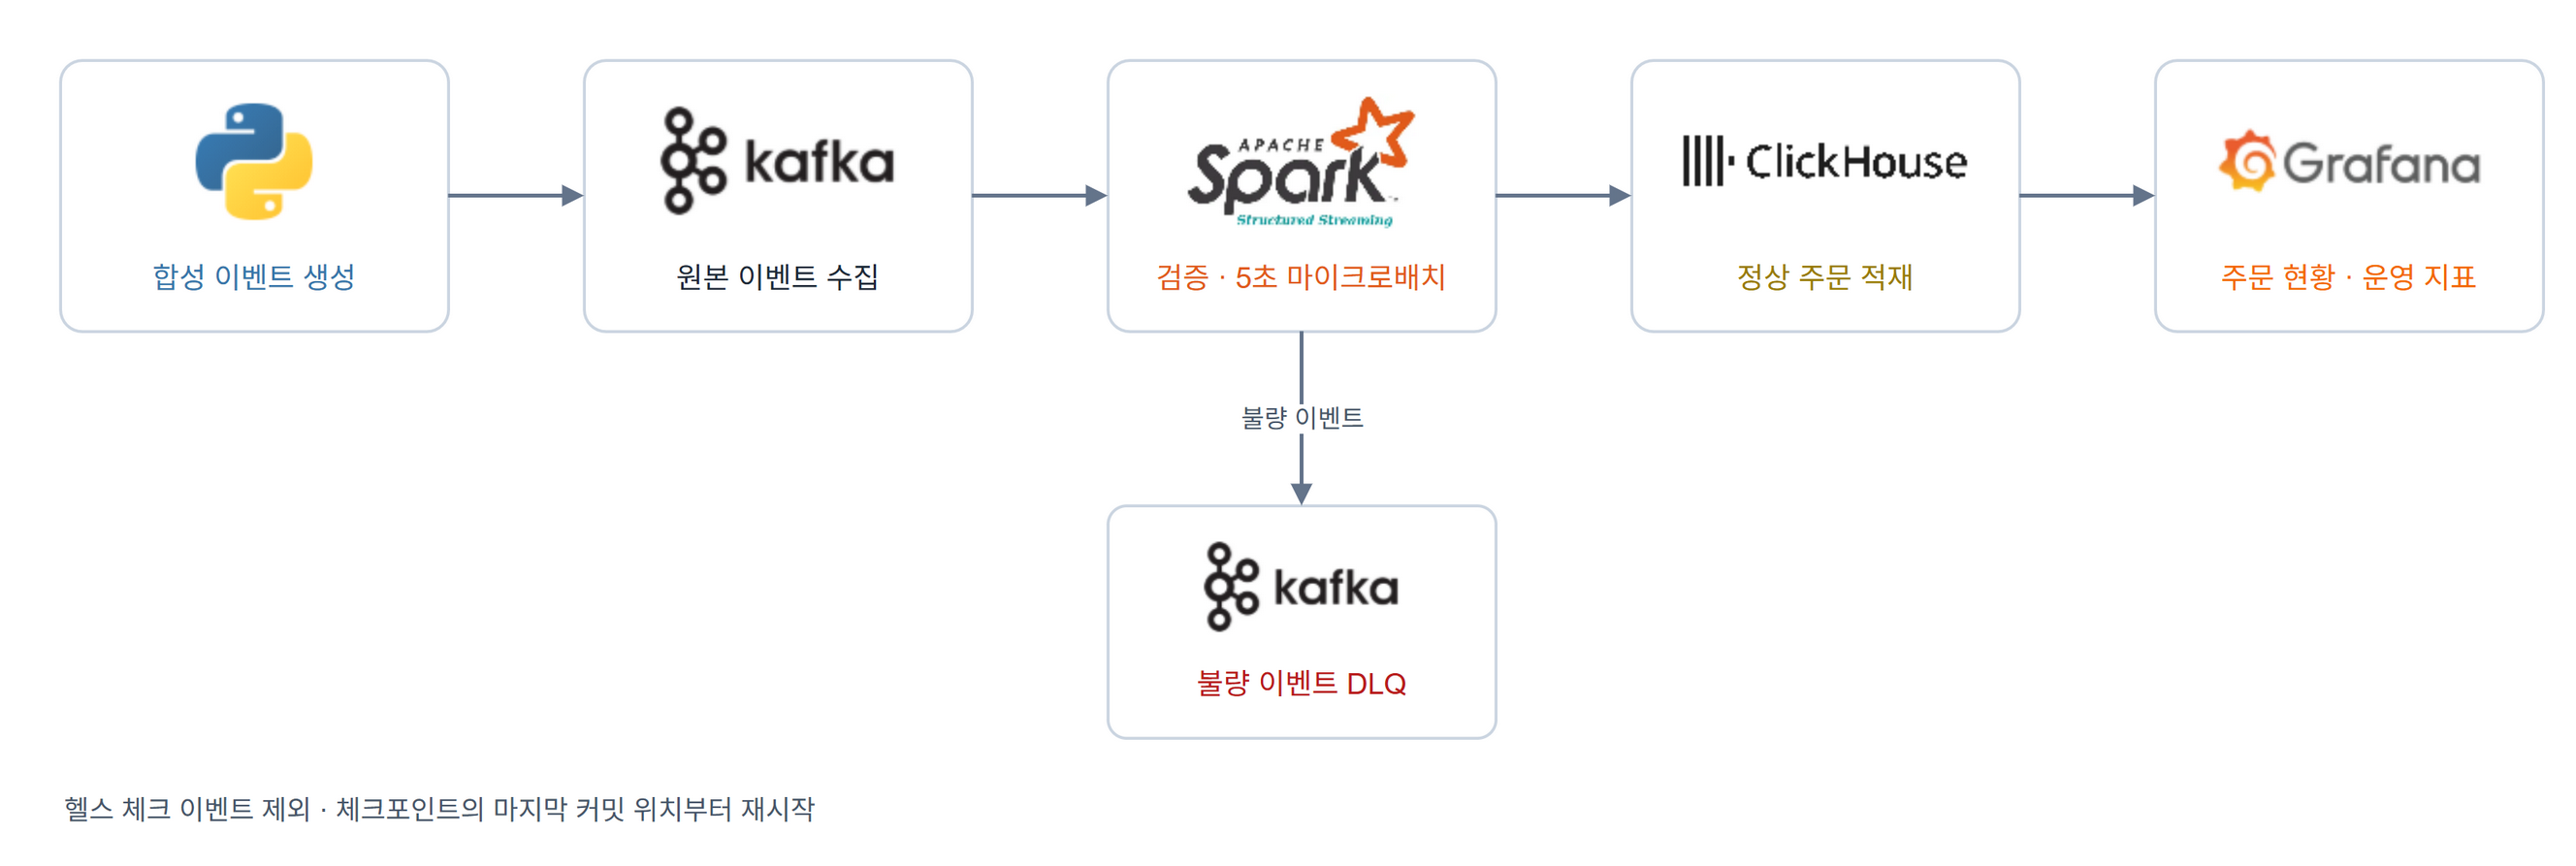 kafka
APACHE
Spark
Structured Streaming
ClickHouse
Grafana
합성 이벤트 생성
원본 이벤트 수집
검증 · 5초 마이크로배치
정상 주문 적재
주문 현황 · 운영 지표
불량 이벤트
kafka
불량 이벤트 DLQ
헬스 체크 이벤트 제외 · 체크포인트의 마지막 커밋 위치부터 재시작